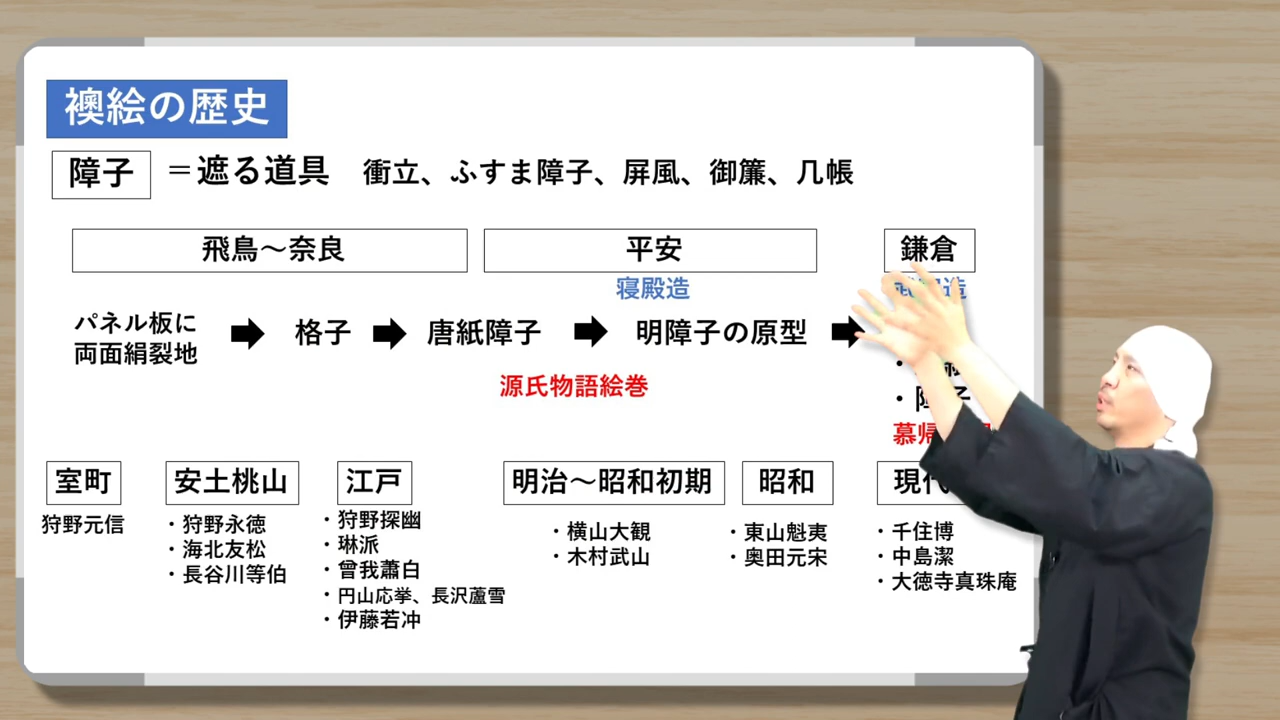 襖絵の歴史
障子 ＝遮る道具 衝立、ふすま障子、屏風、御簾、几帳
飛鳥～奈良 平安 鎌倉
寝殿造 造
パネル板に
両面絹裂地
格子 唐紙障子 明障子の原型
源氏物語絵巻
・障子
慕帰
室町
狩野元信
安土桃山
・狩野永徳
・海北友松
・長谷川等伯
江戸
・狩野探幽
・琳派
・曾我蕭白
・円山応挙、長沢蘆雪
・伊藤若冲
明治～昭和初期
・横山大観
・木村武山
昭和
・東山魁夷
・奥田元宋
現代
・千住博
・中島潔
・大徳寺真珠庵